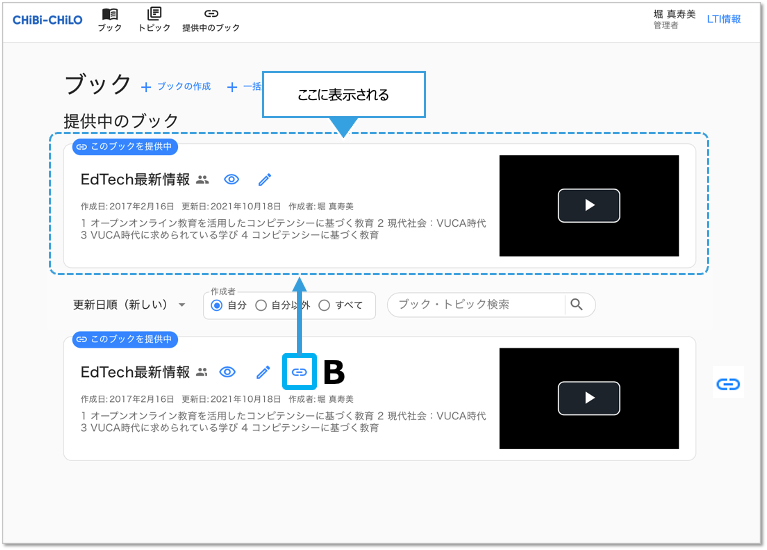 CHiBi-CHiLO
ブック
トピック
提供中のブック
堀 真寿美
管理者
LTI情報
ブック
+ ブックの作成
+ 一括
ここに表示される
提供中のブック
このブックを提供中
EdTech最新情報
作成日: 2017年2月16日 更新日: 2021年10月18日 作成者: 堀 真寿美
1 オープンオンライン教育を活用したコンピテンシーに基づく教育 2 現代社会：VUCA時代
3 VUCA時代に求められている学び 4 コンピテンシーに基づく教育
更新日順（新しい）
作成者
自分
自分以外
すべて
ブック・トピック検索
このブックを提供中
EdTech最新情報
B
作成日: 2017年2月16日 更新日: 2021年10月18日 作成者: 堀 真寿美
1 オープンオンライン教育を活用したコンピテンシーに基づく教育 2 現代社会：VUCA時代
3 VUCA時代に求められている学び 4 コンピテンシーに基づく教育